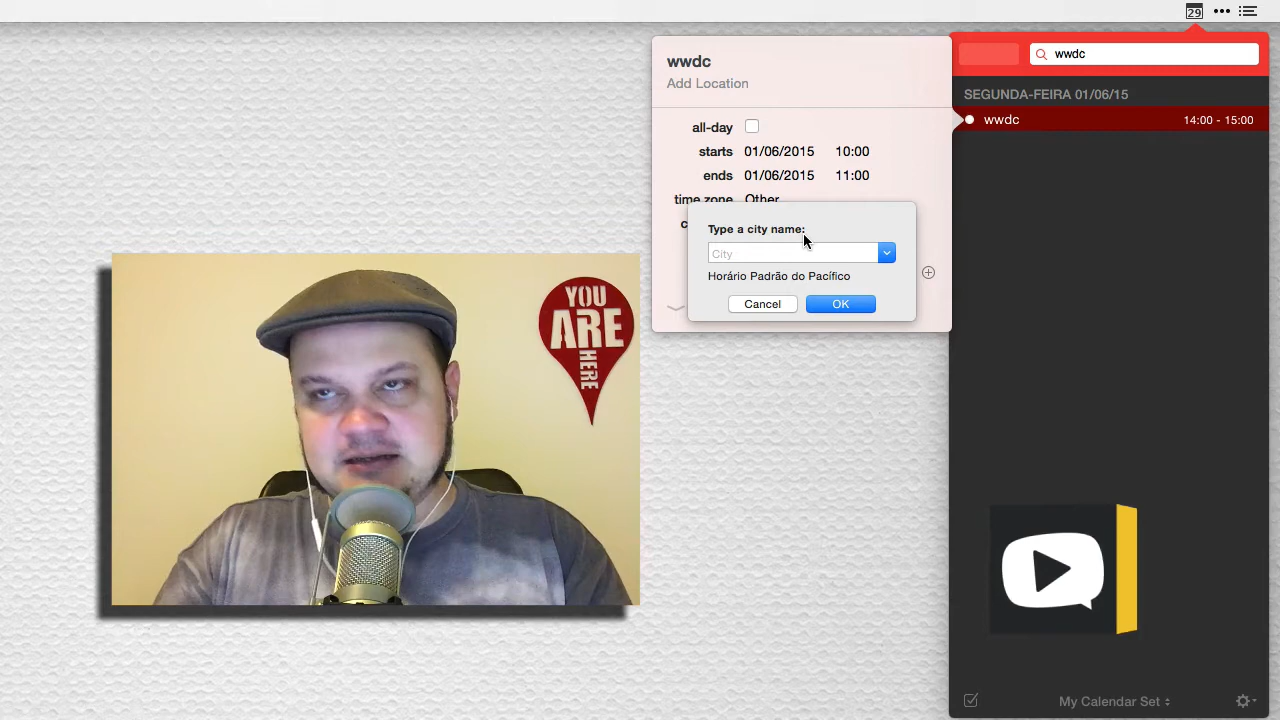 29
wwdc
Add Location
wwdc
SEGUNDA-FEIRA 01/06/15
wwdc 14:00 - 15:00
all-day
starts 01/06/2015 10:00
ends 01/06/2015 11:00
time zone Other
c
Type a city name:
City
Horário Padrão do Pacífico
Cancel OK
YOU
ARE
HERE
My Calendar Set